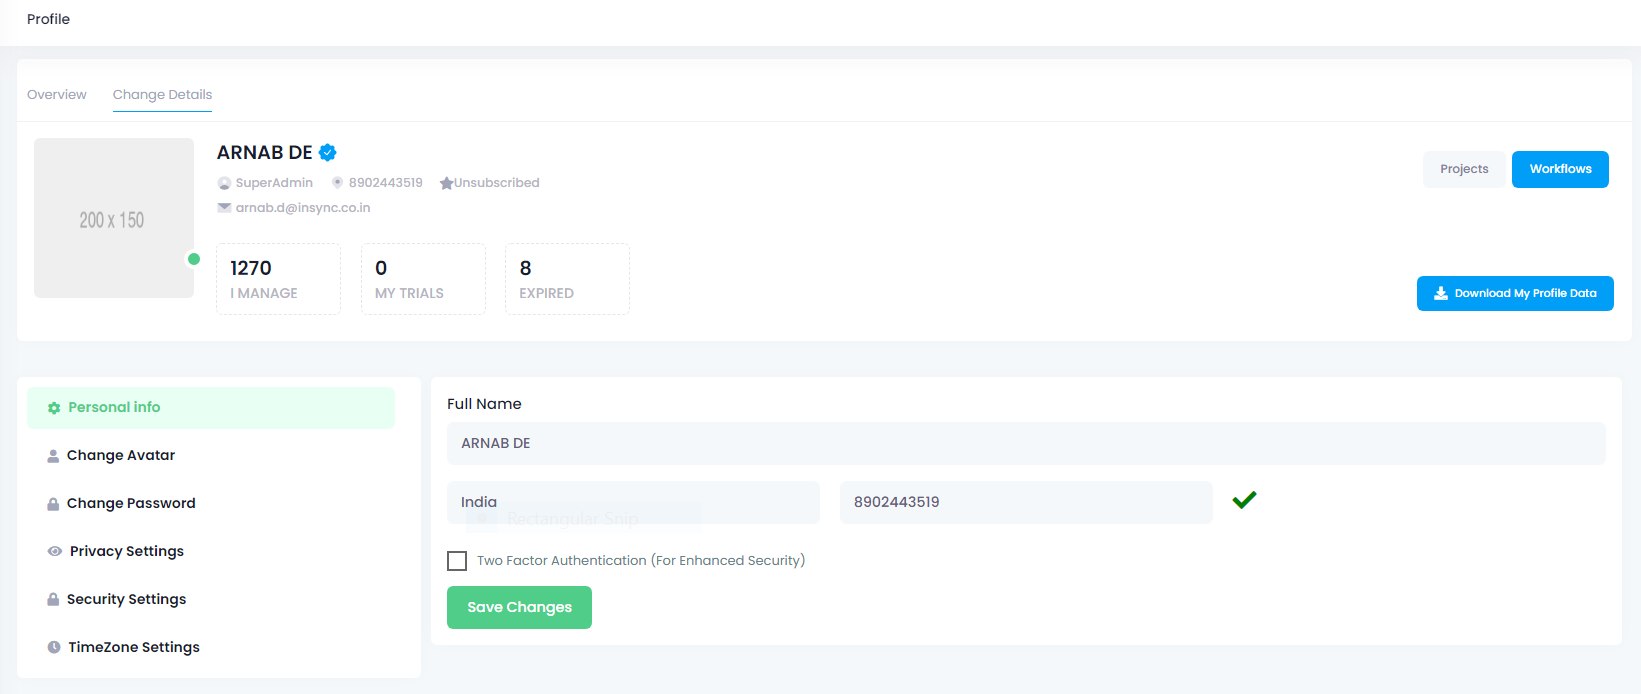 Profile
Overview Change Details
200 x 150
ARNAB DE
SuperAdmin 8902443519 Unsubscribed
arnab.d@insync.co.in
Projects Workflows
1270 0 8
I MANAGE MY TRIALS EXPIRED
Download My Profile Data
Personal info
Change Avatar
Change Password
Privacy Settings
Security Settings
TimeZone Settings
Full Name
ARNAB DE
India 8902443519
Rectangular Snip
Two Factor Authentication (For Enhanced Security)
Save Changes